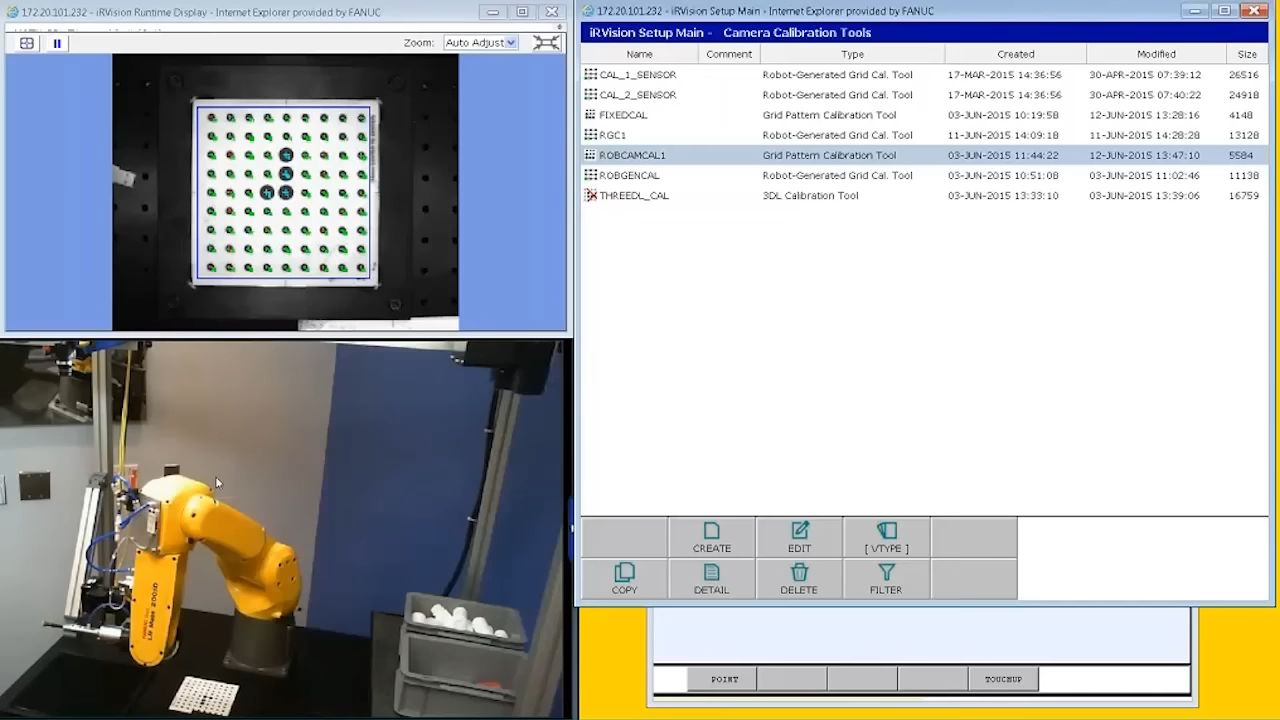 172.20.101.232 - iRVision Runtime Display - Internet Explorer provided by FANUC
Zoom: Auto Adjust
172.20.101.232 - iRVision Setup Main - Internet Explorer provided by FANUC
iRVision Setup Main - Camera Calibration Tools
Name Comment Type Created Modified Size
CAL_1_SENSOR Robot-Generated Grid Cal. Tool 17-MAR-2015 14:36:56 30-APR-2015 07:39:12 26516
CAL_2_SENSOR Robot-Generated Grid Cal. Tool 17-MAR-2015 14:36:56 30-APR-2015 07:40:22 24918
FIXEDCAL Grid Pattern Calibration Tool 03-JUN-2015 10:19:58 12-JUN-2015 13:28:16 4148
RGC1 Robot-Generated Grid Cal. Tool 11-JUN-2015 14:09:18 11-JUN-2015 14:28:28 13128
ROBCAMCAL1 Grid Pattern Calibration Tool 03-JUN-2015 11:44:22 12-JUN-2015 13:47:10 5584
ROBGENCAL Robot-Generated Grid Cal. Tool 03-JUN-2015 10:51:08 03-JUN-2015 11:02:46 11138
THREEDL_CAL 3DL Calibration Tool 03-JUN-2015 13:33:10 03-JUN-2015 13:39:06 16759
CREATE EDIT [ VTYPE ]
COPY DETAIL DELETE FILTER
POINT TOUCHUP
LR Mate 200iD